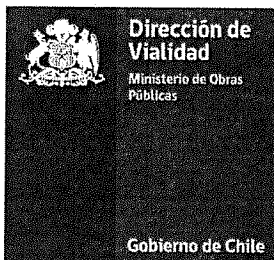 Dirección de
Vialidad
Ministerio de Obras
Públicas
Gobierno de Chile